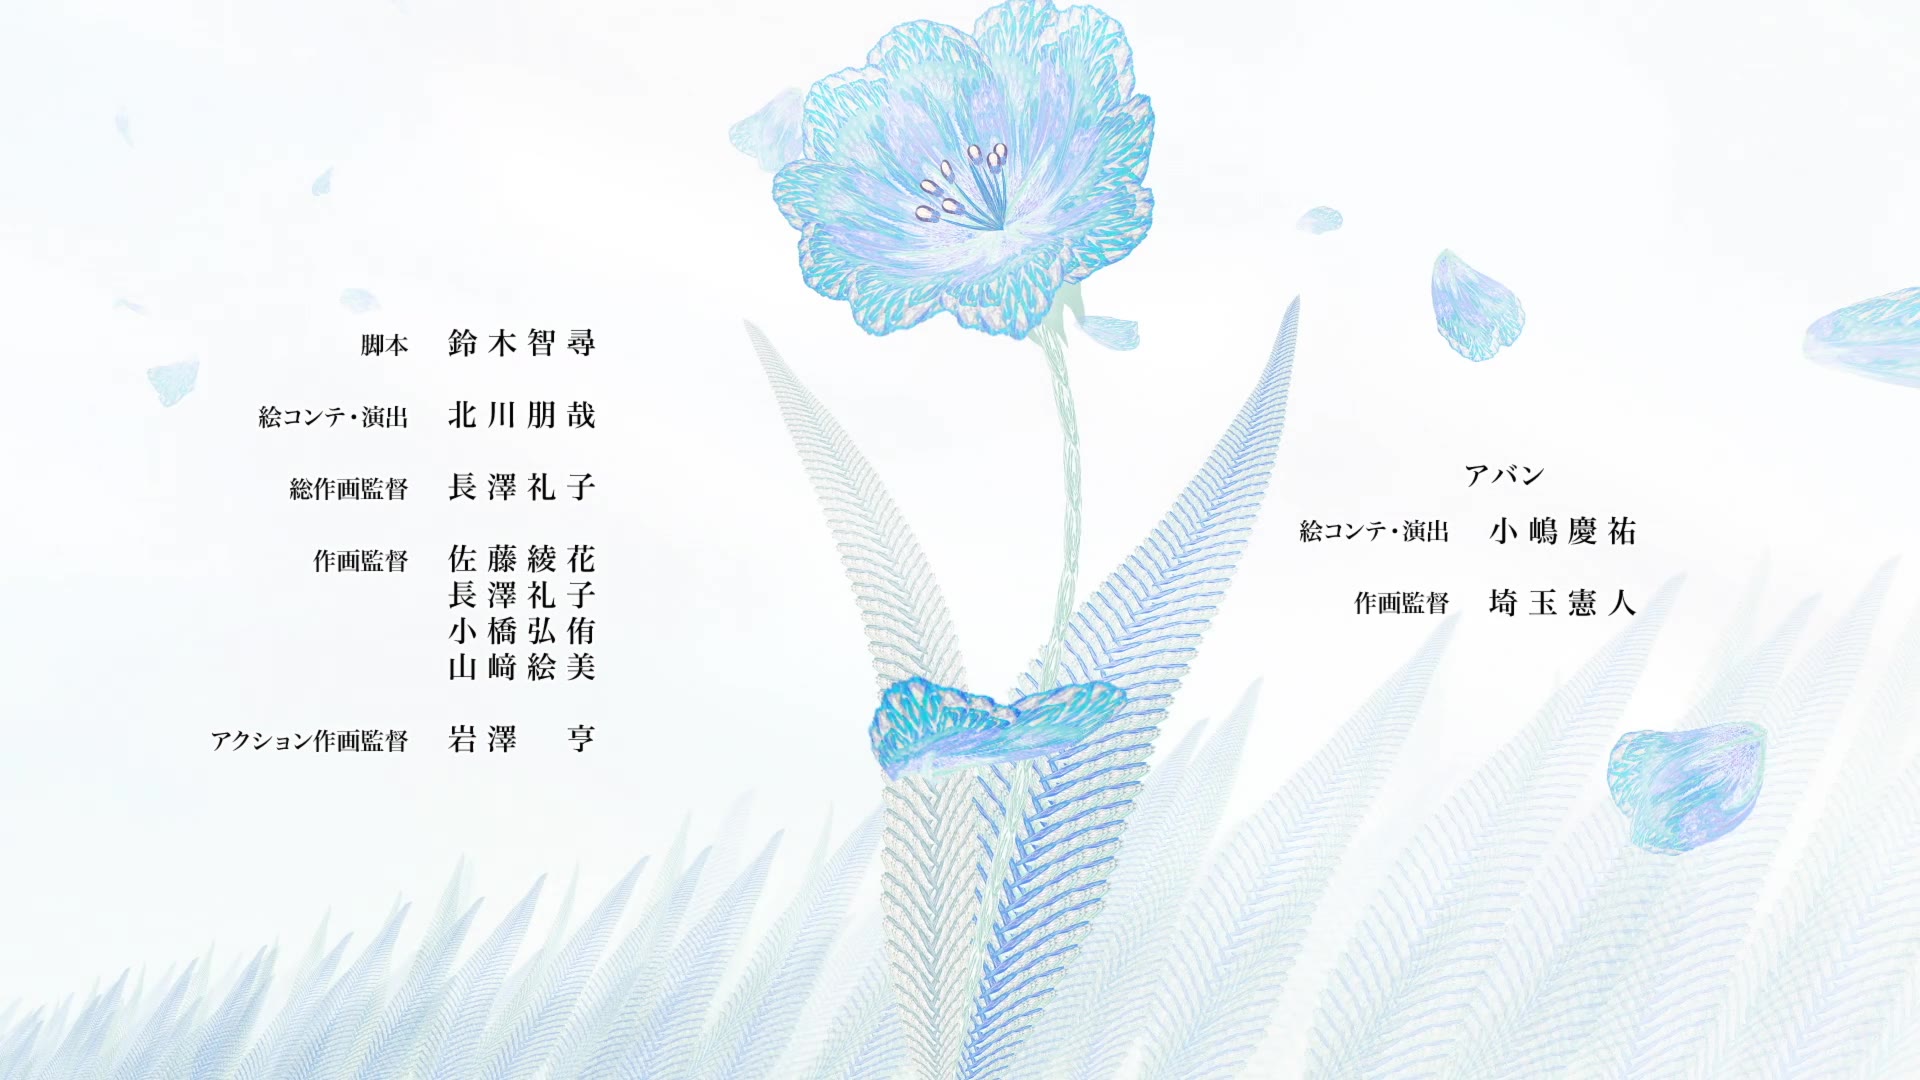 脚本 鈴木智尋
絵コンテ・演出 北川朋哉
総作画監督 長澤礼子
作画監督 佐藤綾花
長澤礼子
小橋弘侑
山﨑絵美
アクション作画監督 岩澤 亨
アバン
絵コンテ・演出 小嶋慶祐
作画監督 埼玉憲人